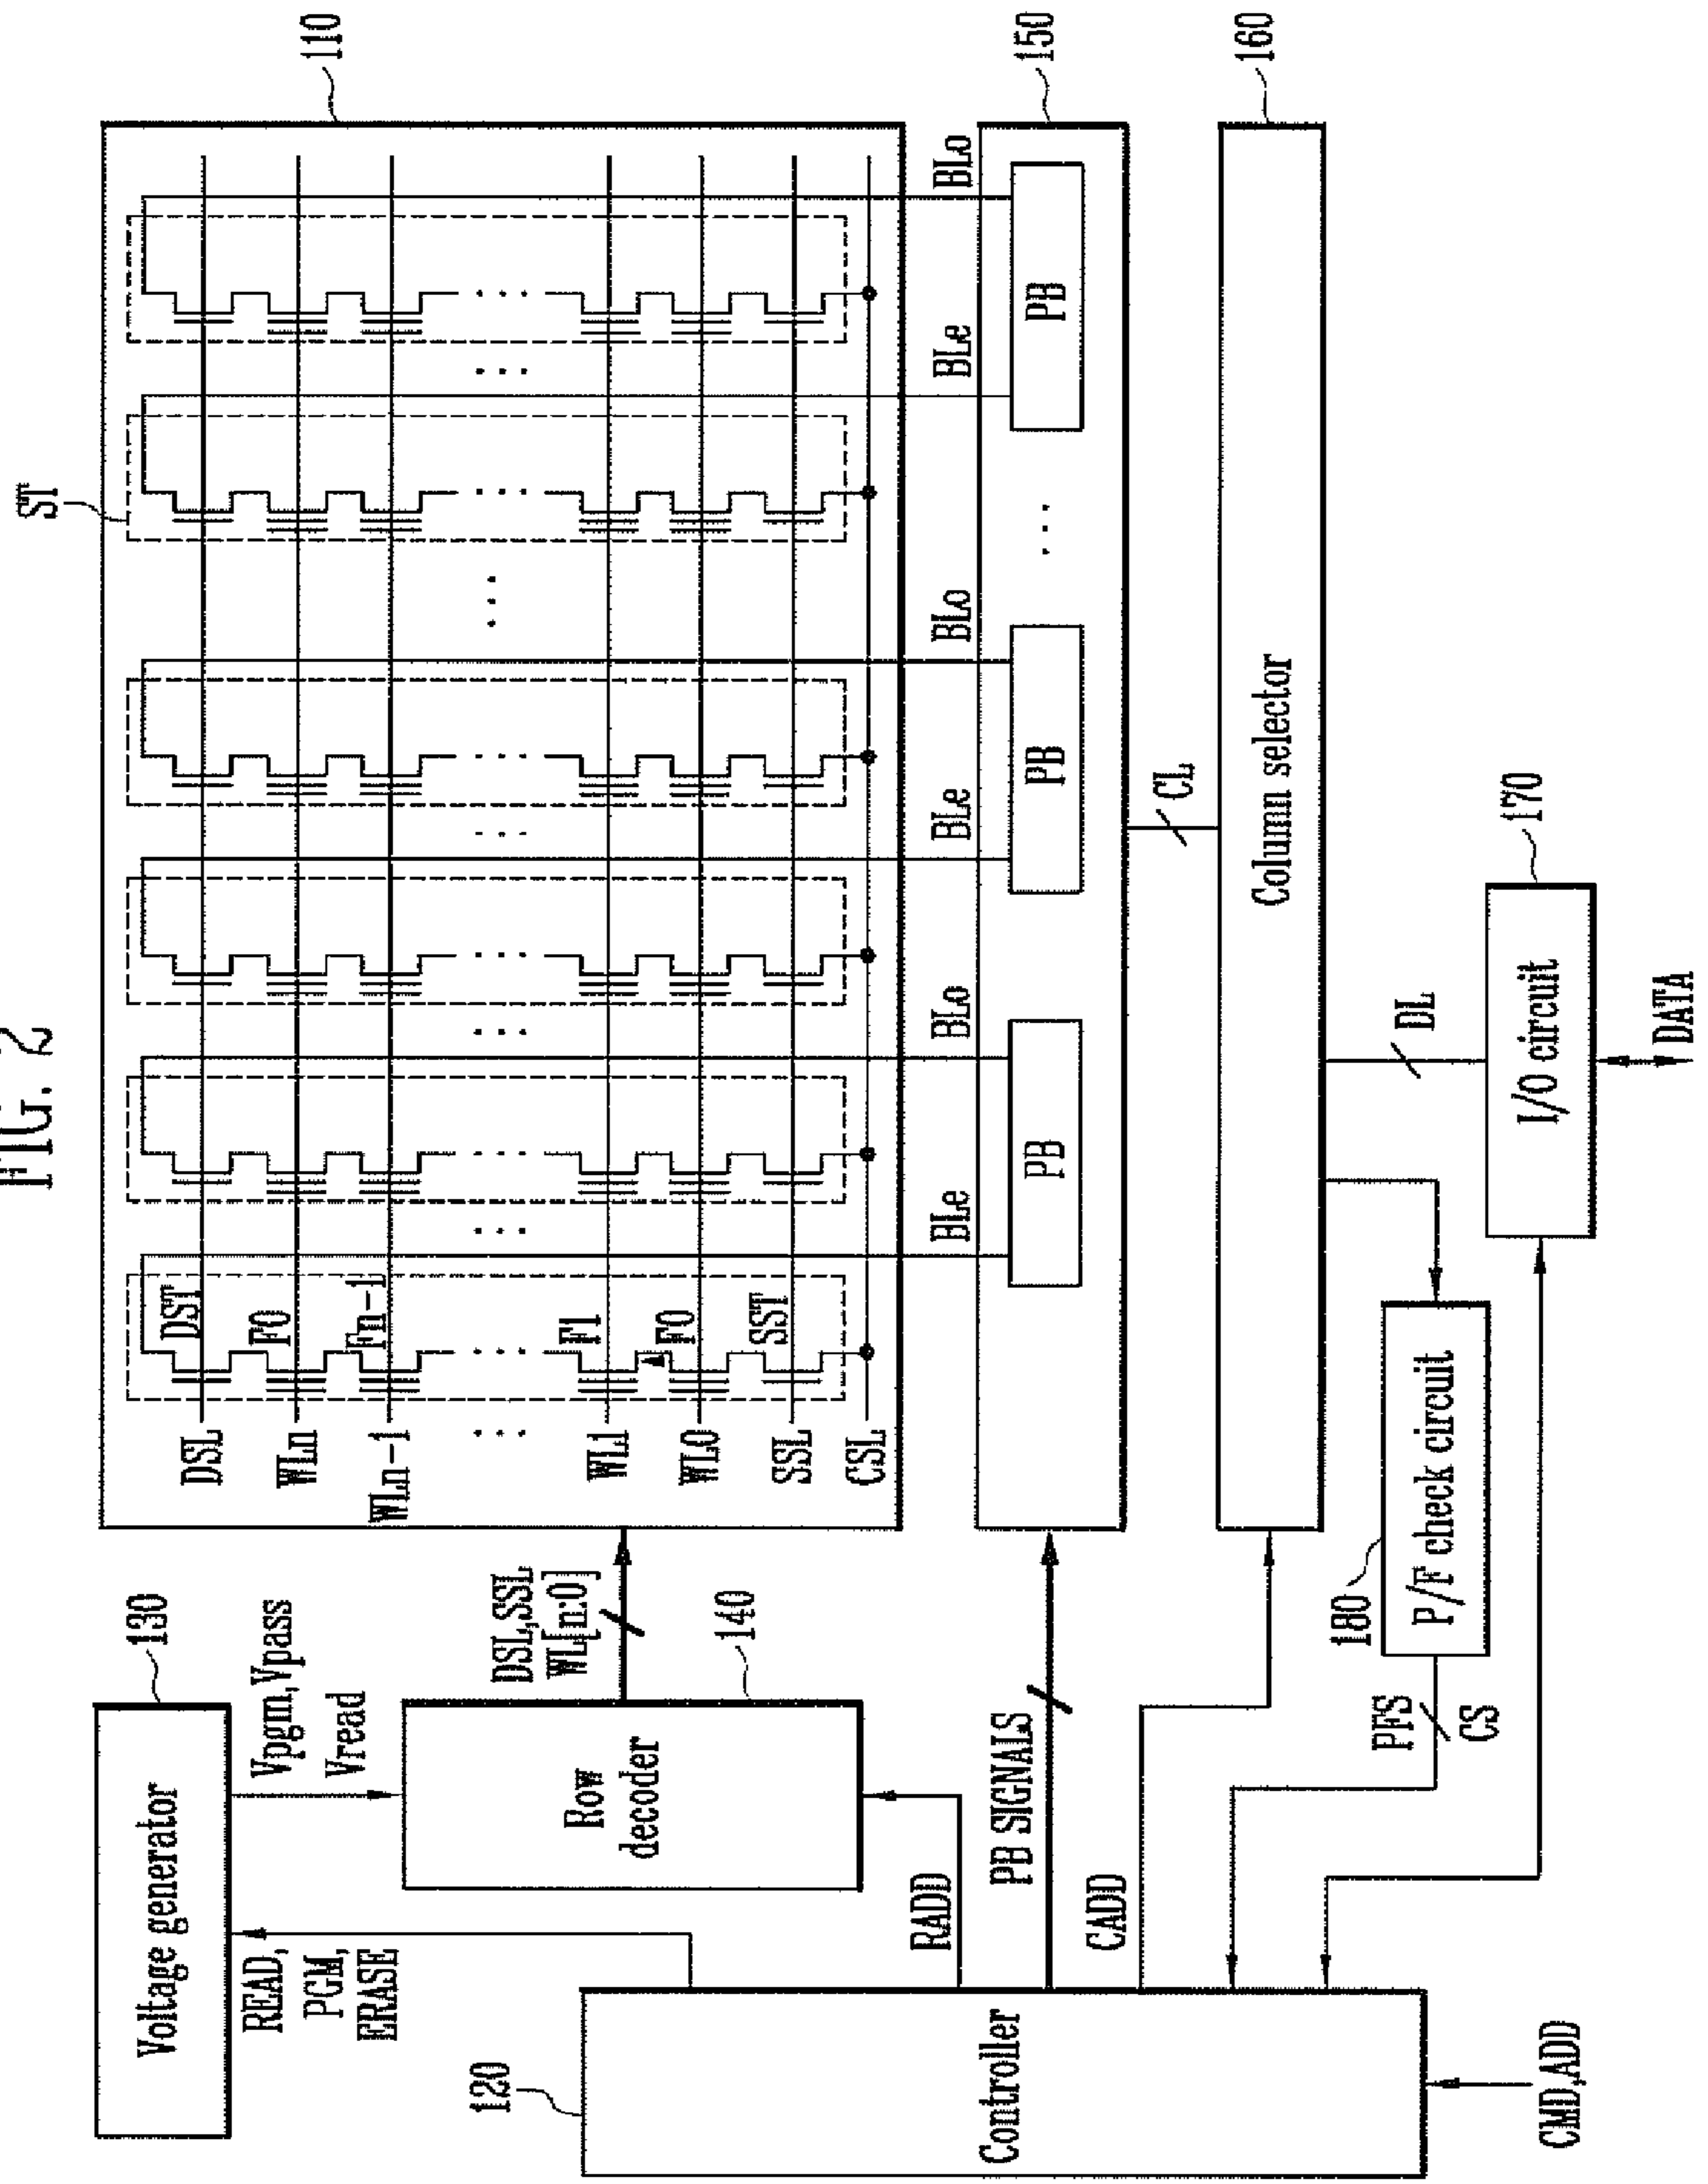 FIG. 2
Voltage generator
130
READ,
PGM,
ERASE
Vpgm,Vpass
Vread
Row
decoder
140
DSL,SSL
WL[n:0]
120
Controller
CMD,ADD
RADD
PB SIGNALS
CADD
PFS
CS
180
P/F check circuit
110
ST
DSL
WLn
WLn-1
WL1
WL0
SSL
CSL
DST
F0
Fn-1
F1
F0
SST
BLe
BLo
BLe
BLo
BLe
BLo
150
PB
PB
PB
CL
160
Column selector
DL
170
I/O circuit
DATA